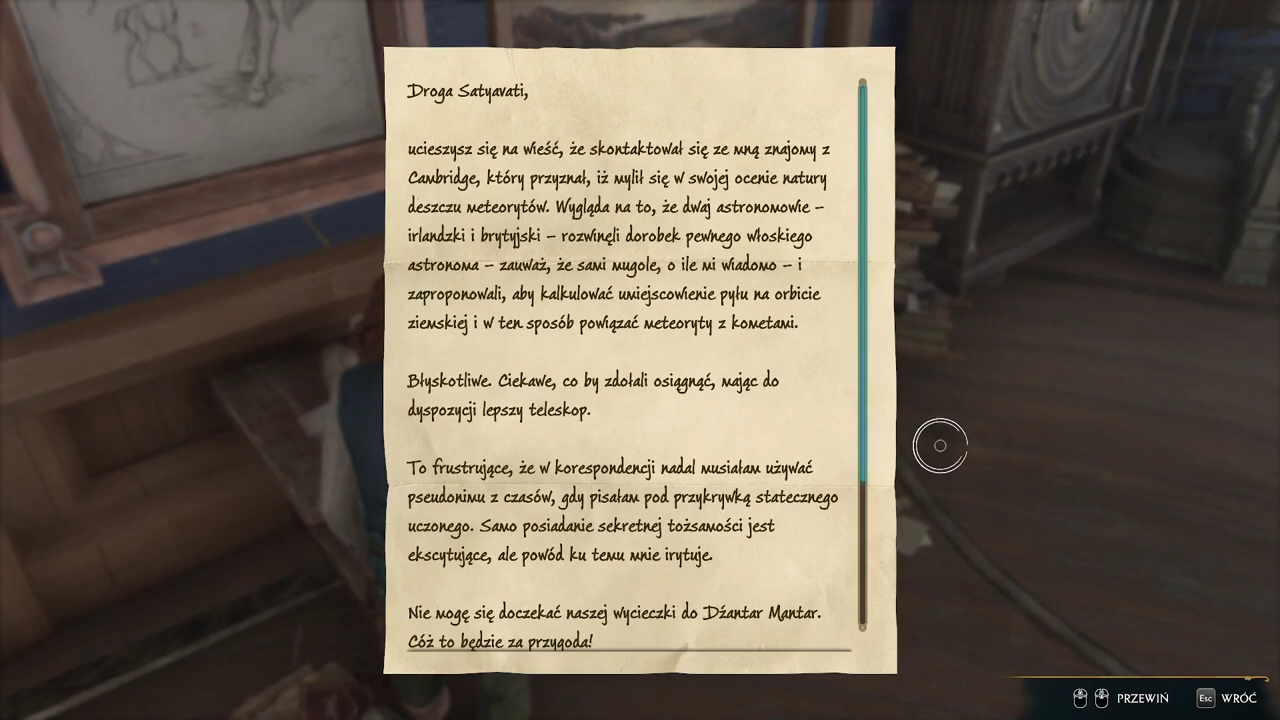 Droga Satyavati,
ucieszysz się na wieść, że skontaktował się ze mną znajomy z
Cambridge, który przyznał, iż mylił się w swojej ocenie natury
deszczu meteorytów. Wygląda na to, że dwaj astronomowie –
irlandzki i brytyjski – rozwinęli dorobek pewnego włoskiego
astronoma – zauważ, że sami mugole, o ile mi wiadomo – i
zaproponowali, aby kalkulować umiejscowienie pyłu na orbicie
ziemskiej i w ten sposób powiązać meteoryty z kometami.
Błyskotliwe. Ciekawe, co by zdołali osiągnąć, mając do
dyspozycji lepszy teleskop.
To frustrujące, że w korespondencji nadal musiałam używać
pseudonimu z czasów, gdy pisałam pod przykrywką statecznego
uczonego. Samo posiadanie sekretnej tożsamości jest
ekscytujące, ale powód ku temu mnie irytuje.
Nie mogę się doczekać naszej wycieczki do Dźantar Mantar.
Cóż to będzie za przygoda!
PRZEWIŃ
Esc WRÓĆ